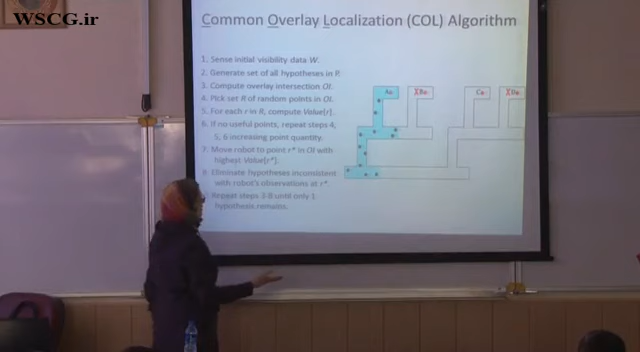 WSCG.ir
Common Overlay Localization (COL) Algorithm
1. Sense initial visibility data W.
2. Generate set of all hypotheses in P.
3. Compute overlay intersection OI.
4. Pick set R of random points in OI.
5. For each r in R, compute Value[r].
6. If no useful points, repeat steps 4,
5, 6 increasing point quantity.
7. Move robot to point r* in OI with
highest Value[r*].
8. Eliminate hypotheses inconsistent
with robot's observations at r*.
Repeat steps 3-8 until only 1
hypothesis remains.